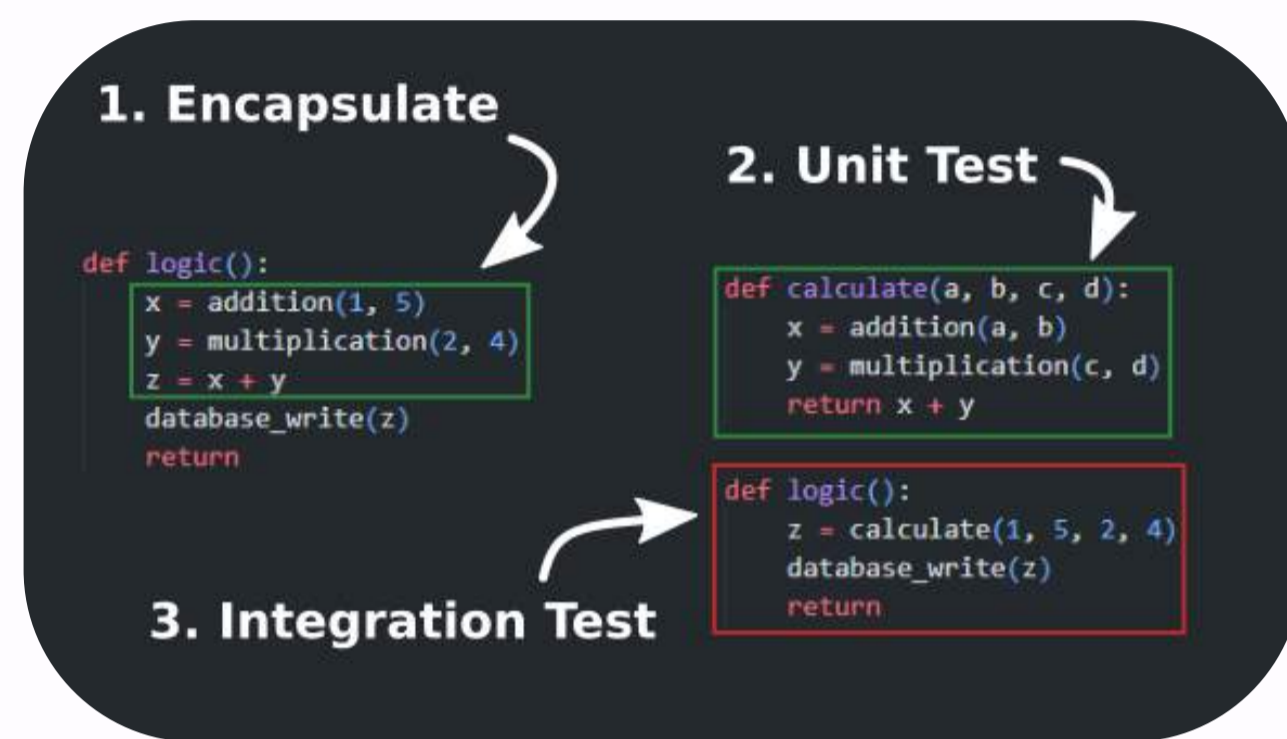 1. Encapsulate
def logic():
x = addition(1, 5)
y = multiplication(2, 4)
z = x + y
database_write(z)
return
2. Unit Test
def calculate(a, b, c, d):
x = addition(a, b)
y = multiplication(c, d)
return x + y
3. Integration Test
def logic():
z = calculate(1, 5, 2, 4)
database_write(z)
return